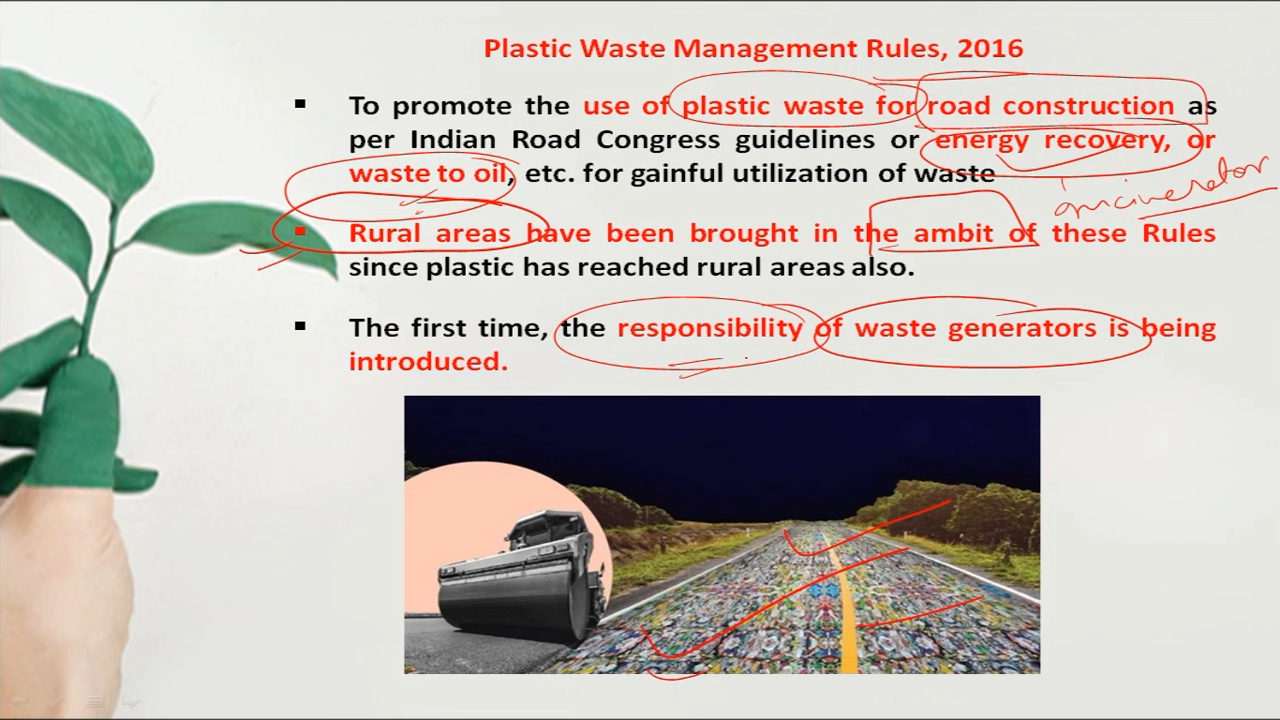 Plastic Waste Management Rules, 2016
▪ To promote the use of plastic waste for road construction as
per Indian Road Congress guidelines or energy recovery, or
waste to oil, etc. for gainful utilization of waste
incinerator
▪ Rural areas have been brought in the ambit of these Rules
since plastic has reached rural areas also.
▪ The first time, the responsibility of waste generators is being
introduced.